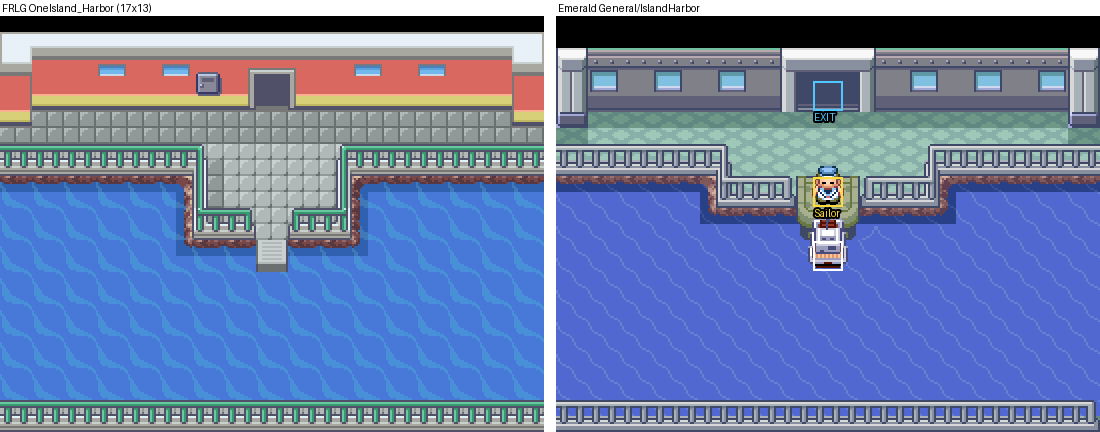 FRLG OneIsland_Harbor (17x13)
Emerald General/IslandHarbor
EXIT
Sailor